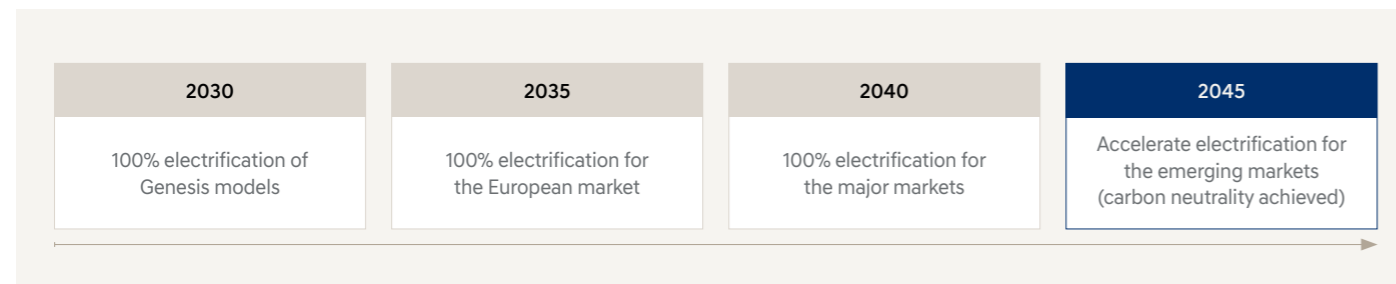 2030
100% electrification of
Genesis models
2035
100% electrification for
the European market
2040
100% electrification for
the major markets
2045
Accelerate electrification for
the emerging markets
(carbon neutrality achieved)